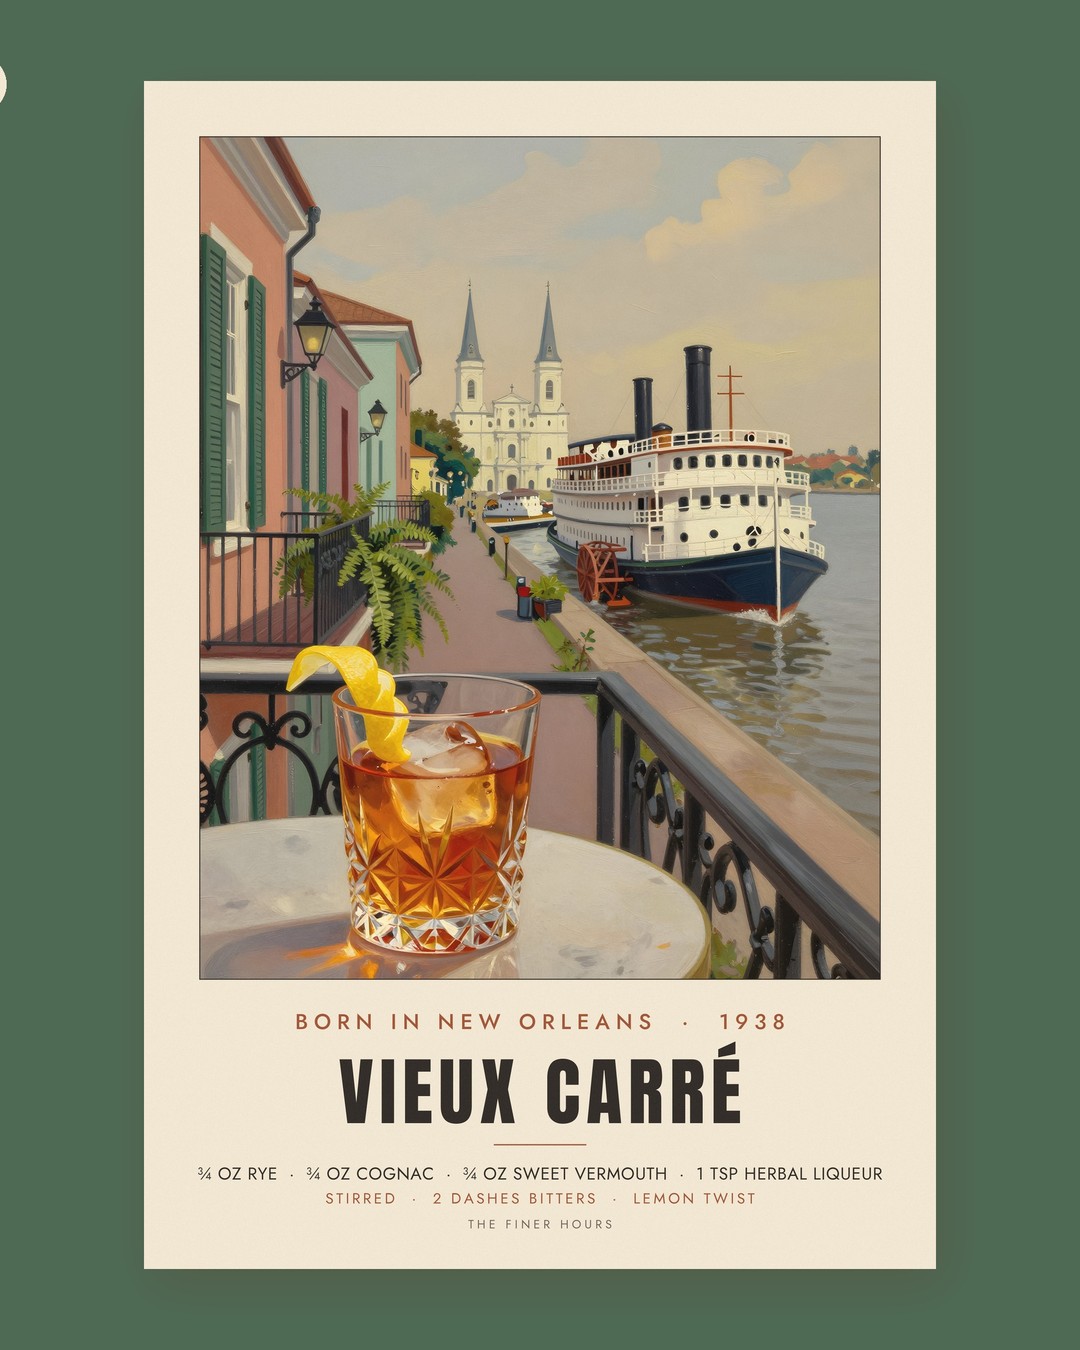 BORN IN NEW ORLEANS · 1938
VIEUX CARRÉ
¾ OZ RYE · ¾ OZ COGNAC · ¾ OZ SWEET VERMOUTH · 1 TSP HERBAL LIQUEUR
STIRRED · 2 DASHES BITTERS · LEMON TWIST
THE FINER HOURS